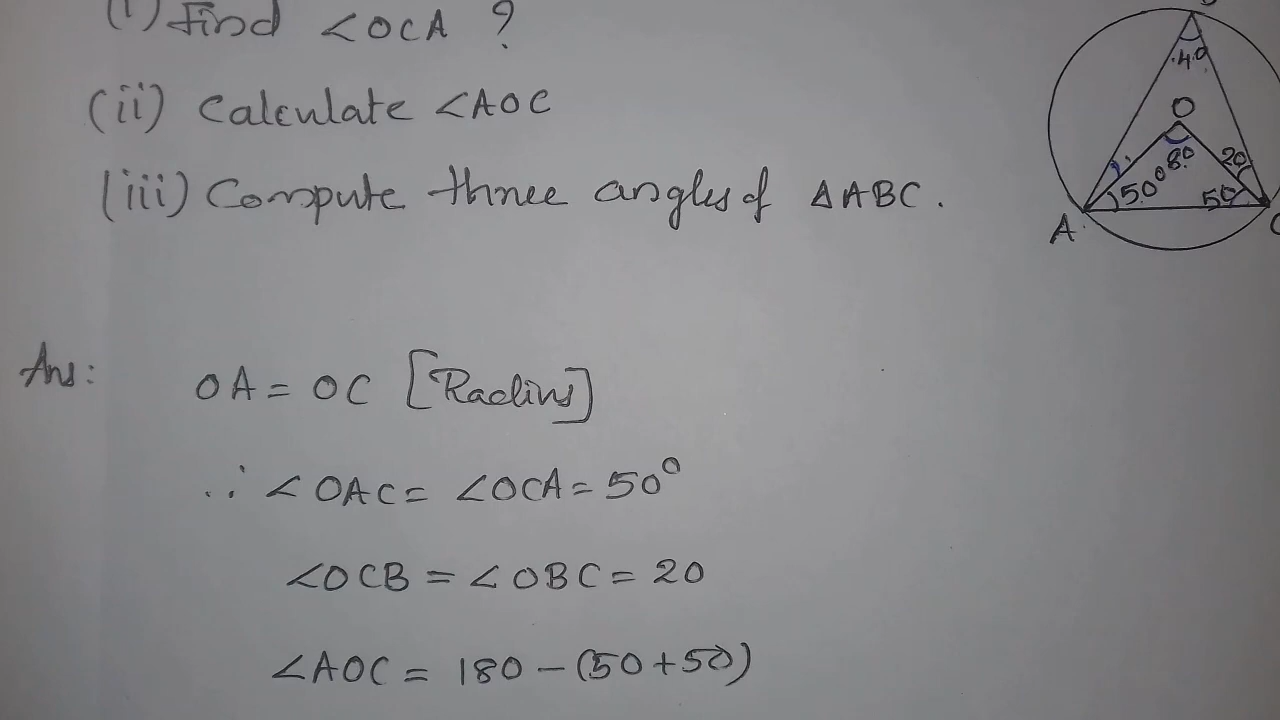 (i) Find <OCA ?
(ii) Calculate <AOC
(iii) Compute three angles of ΔABC.
40
O
80
20
50°
50
A
Ans:
OA = OC [Radius]
∴ <OAC = <OCA = 50°
<OCB = <OBC = 20
<AOC = 180 - (50+50)